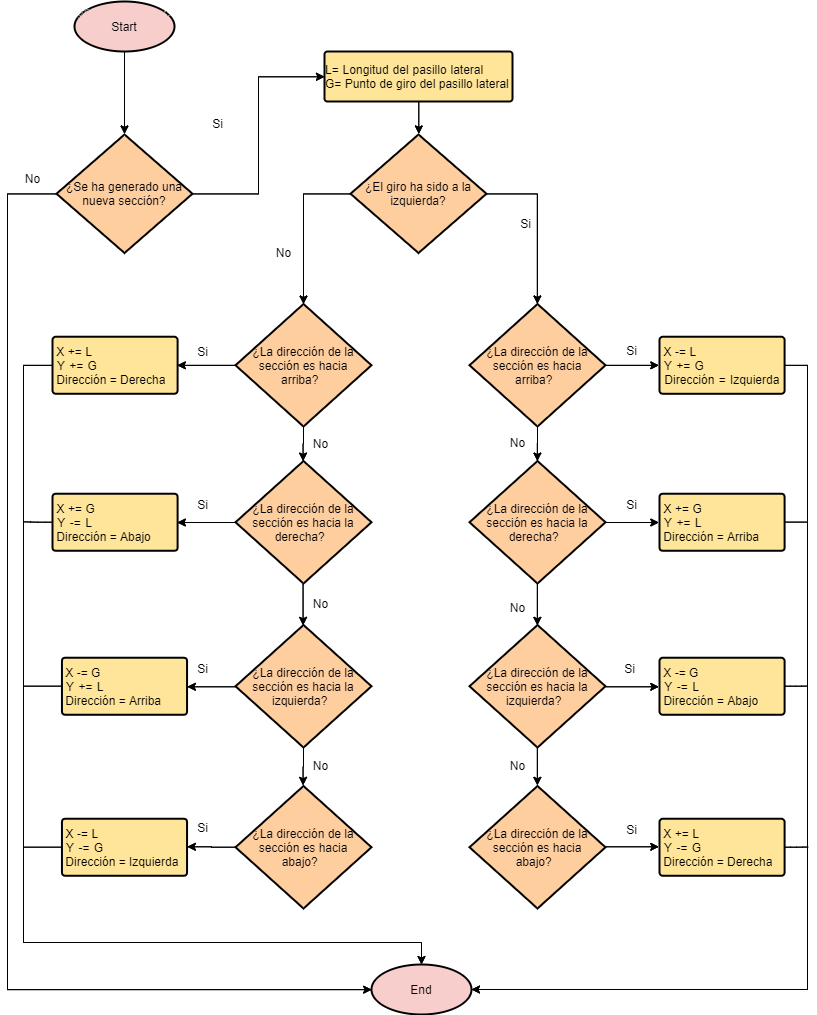 Start
L= Longitud del pasillo lateral
G= Punto de giro del pasillo lateral
Si
No
¿Se ha generado una
nueva sección?
¿El giro ha sido a la
izquierda?
No
Si
X += L
Y += G
Dirección = Derecha
Si
¿La dirección de la
sección es hacia
arriba?
¿La dirección de la
sección es hacia
arriba?
Si
X -= L
Y += G
Dirección = Izquierda
No
No
X += G
Y -= L
Dirección = Abajo
Si
¿La dirección de la
sección es hacia la
derecha?
¿La dirección de la
sección es hacia la
derecha?
Si
X += G
Y += L
Dirección = Arriba
No
No
X -= G
Y += L
Dirección = Arriba
Si
¿La dirección de la
sección es hacia la
izquierda?
¿La dirección de la
sección es hacia la
izquierda?
Si
X -= G
Y -= L
Dirección = Abajo
No
No
X -= L
Y -= G
Dirección = Izquierda
Si
¿La dirección de la
sección es hacia
abajo?
¿La dirección de la
sección es hacia
abajo?
Si
X += L
Y -= G
Dirección = Derecha
End